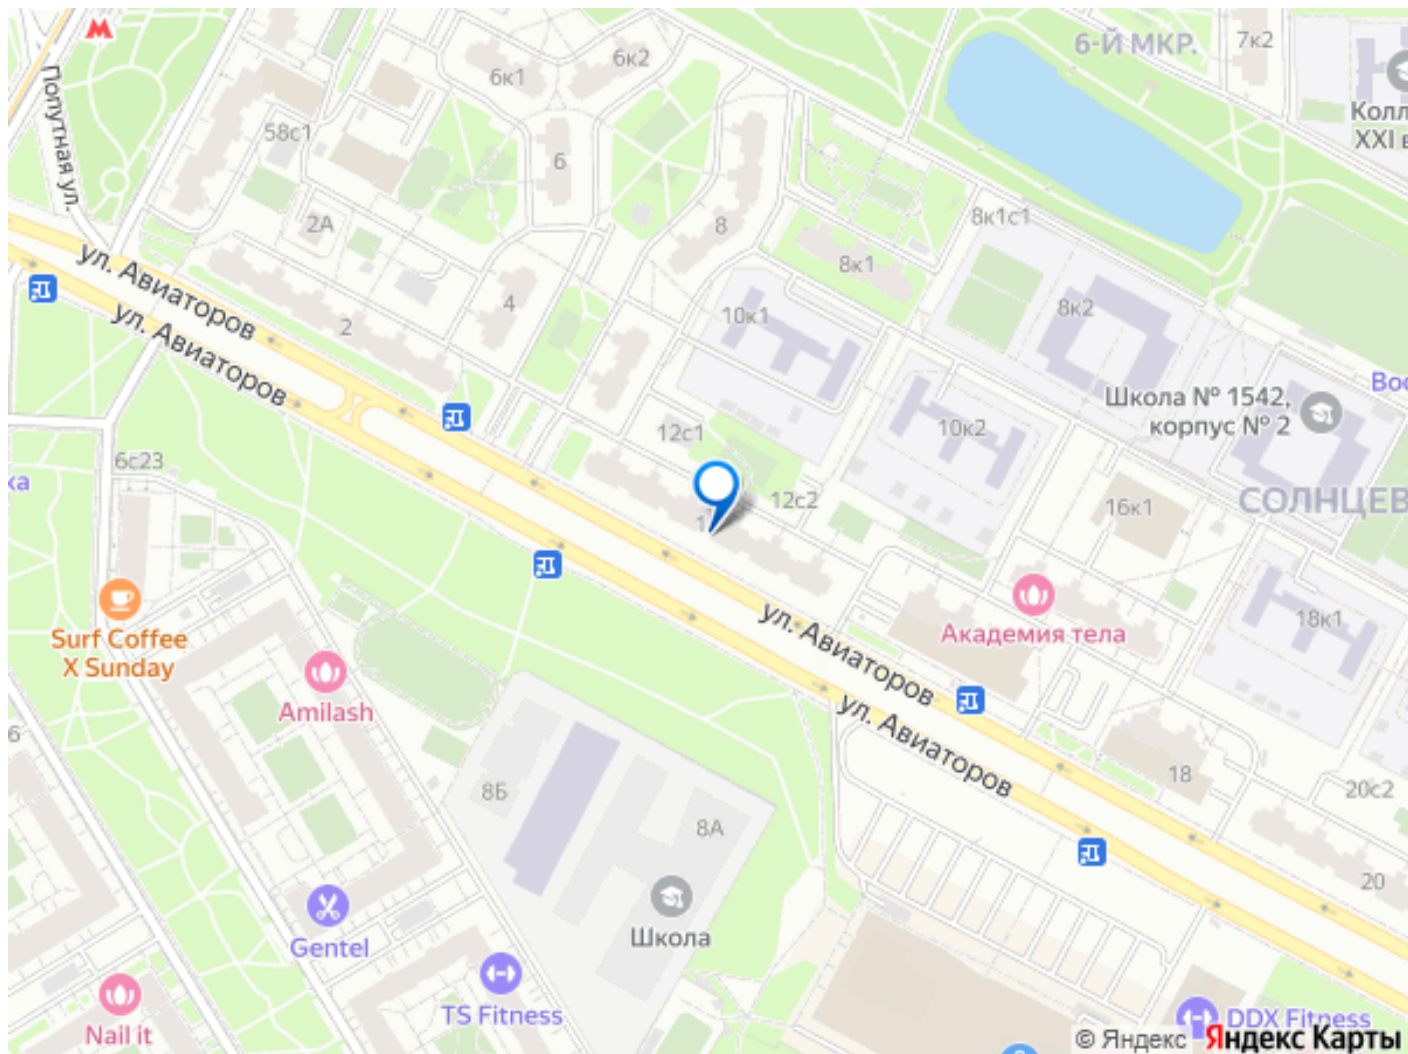 6-Й МКР.
7к2
6к2
6к1
Колл
XXI в
Попутная ул.
58с1
6
2А
8
8к1с1
8к1
ул. Авиаторов
4
8к2
10к1
2
ул. Авиаторов
Вос
Школа № 1542,
корпус № 2
12с1
10к2
6с23
ка
12с2
СОЛНЦЕВ
16к1
1
18к1
ул. Авиаторов
Академия тела
Surf Coffee
X Sunday
Amilash
ул. Авиаторов
6
18
20с2
8Б
8А
20
Школа
Gentel
TS Fitness
DDX Fitness
Nail it
© Яндекс Яндекс Карты